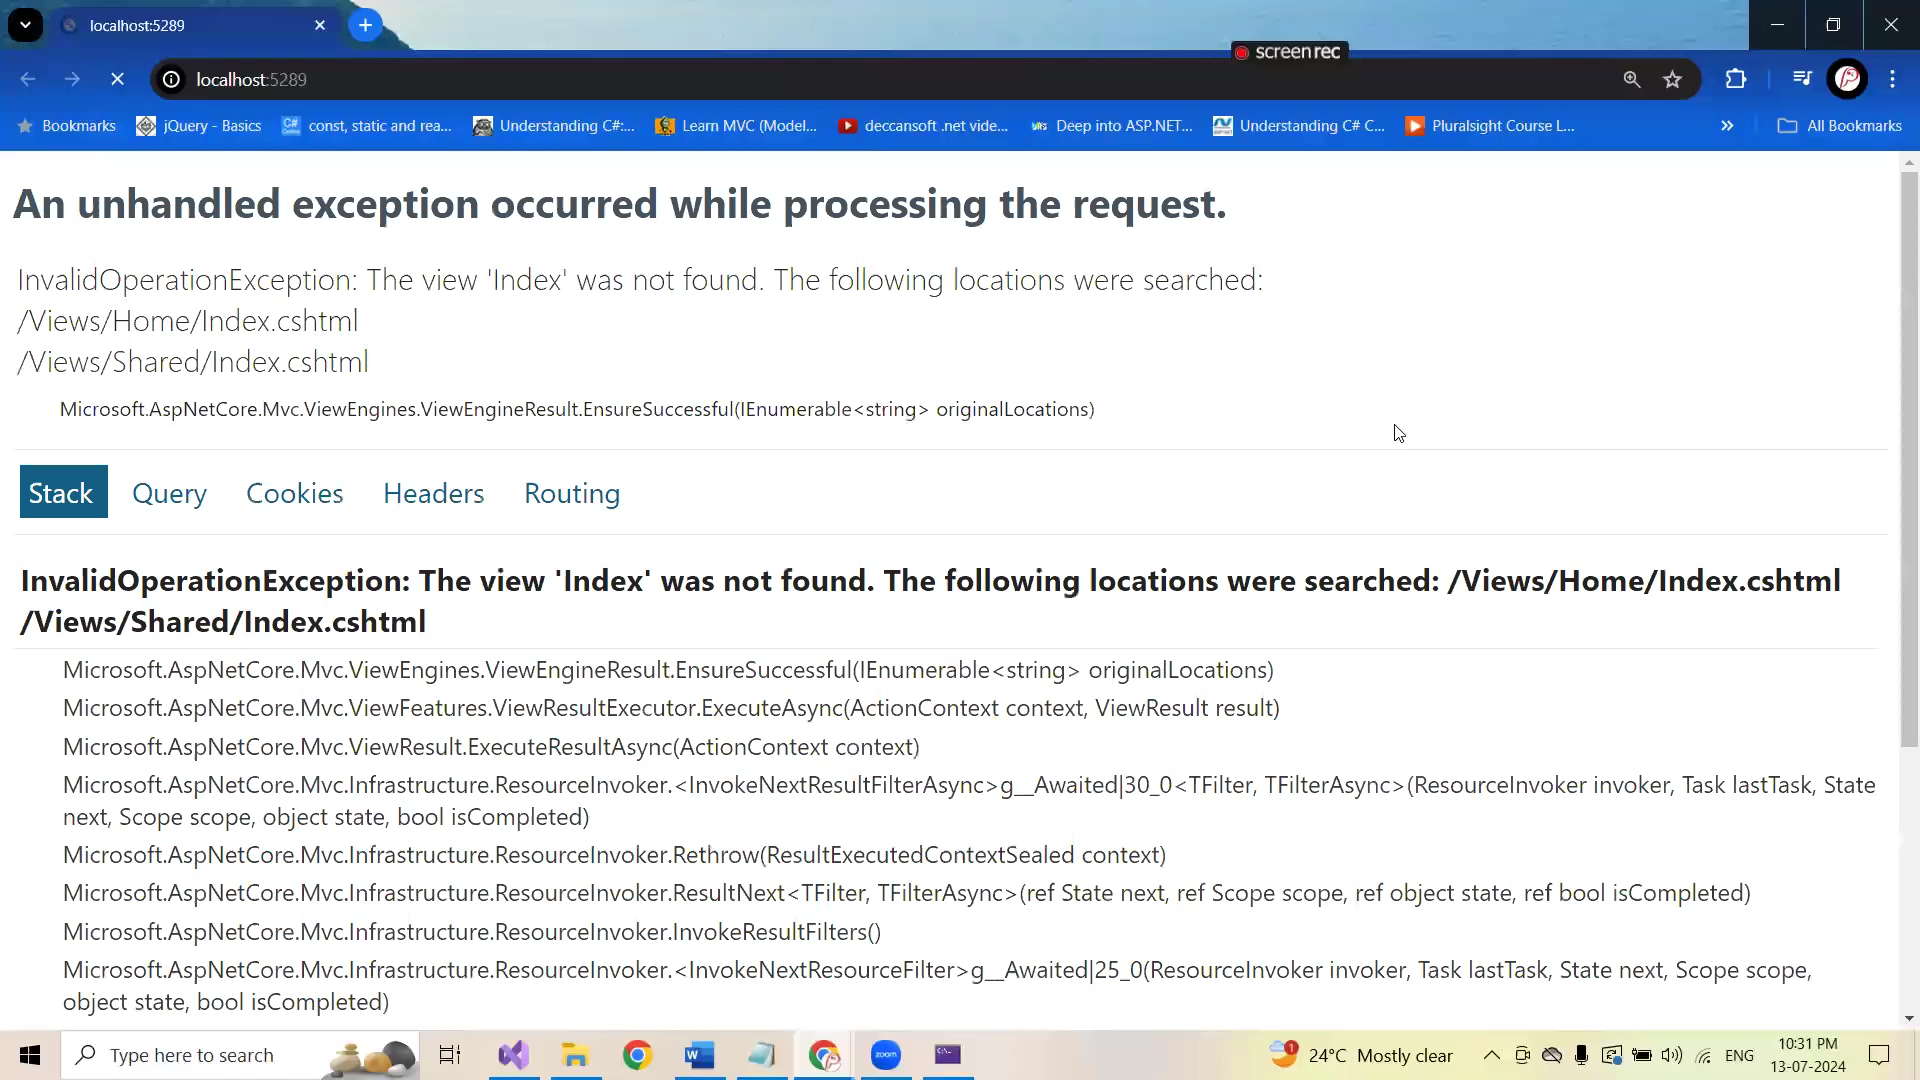 localhost:5289
screenrec
localhost:5289
Bookmarks
jQuery - Basics
const, static and rea...
Understanding C#:...
Learn MVC (Model...
deccansoft .net vide...
Deep into ASP.NET...
Understanding C# C...
Pluralsight Course L...
All Bookmarks
An unhandled exception occurred while processing the request.
InvalidOperationException: The view 'Index' was not found. The following locations were searched:
/Views/Home/Index.cshtml
/Views/Shared/Index.cshtml
Microsoft.AspNetCore.Mvc.ViewEngines.ViewEngineResult.EnsureSuccessful(IEnumerable<string> originalLocations)
Stack Query Cookies Headers Routing
InvalidOperationException: The view 'Index' was not found. The following locations were searched: /Views/Home/Index.cshtml
/Views/Shared/Index.cshtml
Microsoft.AspNetCore.Mvc.ViewEngines.ViewEngineResult.EnsureSuccessful(IEnumerable<string> originalLocations)
Microsoft.AspNetCore.Mvc.ViewFeatures.ViewResultExecutor.ExecuteAsync(ActionContext context, ViewResult result)
Microsoft.AspNetCore.Mvc.ViewResult.ExecuteResultAsync(ActionContext context)
Microsoft.AspNetCore.Mvc.Infrastructure.ResourceInvoker.<InvokeNextResultFilterAsync>g__Awaited|30_0<TFilter, TFilterAsync>(ResourceInvoker invoker, Task lastTask, State
next, Scope scope, object state, bool isCompleted)
Microsoft.AspNetCore.Mvc.Infrastructure.ResourceInvoker.Rethrow(ResultExecutedContextSealed context)
Microsoft.AspNetCore.Mvc.Infrastructure.ResourceInvoker.ResultNext<TFilter, TFilterAsync>(ref State next, ref Scope scope, ref object state, ref bool isCompleted)
Microsoft.AspNetCore.Mvc.Infrastructure.ResourceInvoker.InvokeResultFilters()
Microsoft.AspNetCore.Mvc.Infrastructure.ResourceInvoker.<InvokeNextResourceFilter>g__Awaited|25_0(ResourceInvoker invoker, Task lastTask, State next, Scope scope,
object state, bool isCompleted)
Type here to search
zoom
1
24°C Mostly clear
ENG
10:31 PM
13-07-2024